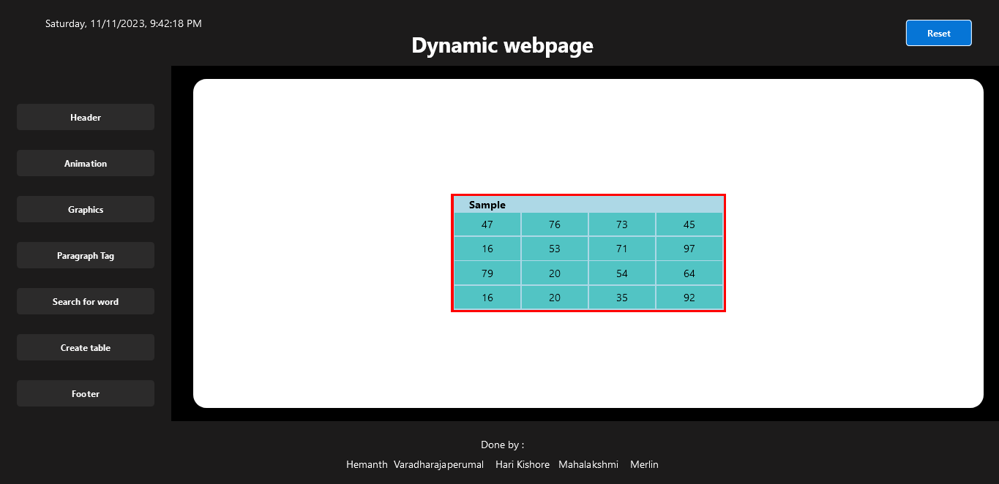 Saturday, 11/11/2023, 9:42:18 PM
Dynamic webpage
Reset
Header
Animation
Graphics
Paragraph Tag
Search for word
Create table
Footer
Sample
47 76 73 45
16 53 71 97
79 20 54 64
16 20 35 92
Done by :
Hemanth Varadharajaperumal Hari Kishore Mahalakshmi Merlin